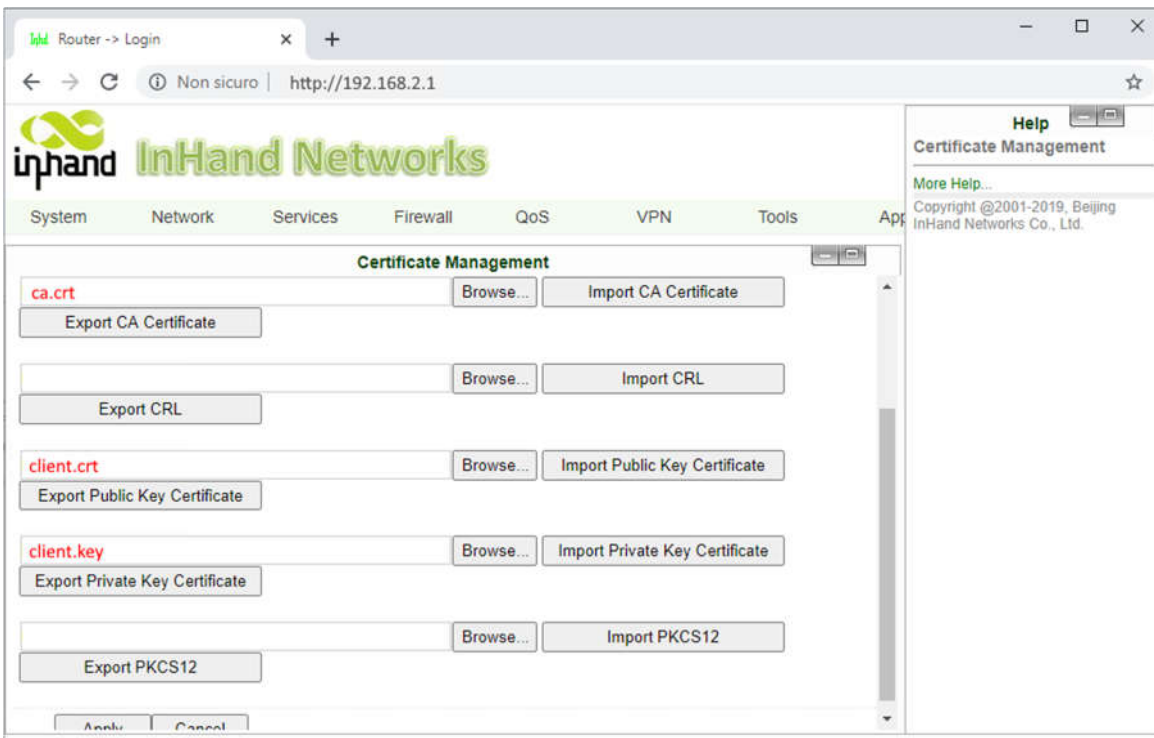 Router -> Login
Non sicuro | http://192.168.2.1
inhand InHand Networks
System Network Services Firewall QoS VPN Tools App
Certificate Management
ca.crt Browse... Import CA Certificate
Export CA Certificate
Browse... Import CRL
Export CRL
client.crt Browse... Import Public Key Certificate
Export Public Key Certificate
client.key Browse... Import Private Key Certificate
Export Private Key Certificate
Browse... Import PKCS12
Export PKCS12
Apply Cancel
Help
Certificate Management
More Help...
Copyright @2001-2019, Beijing
InHand Networks Co., Ltd.